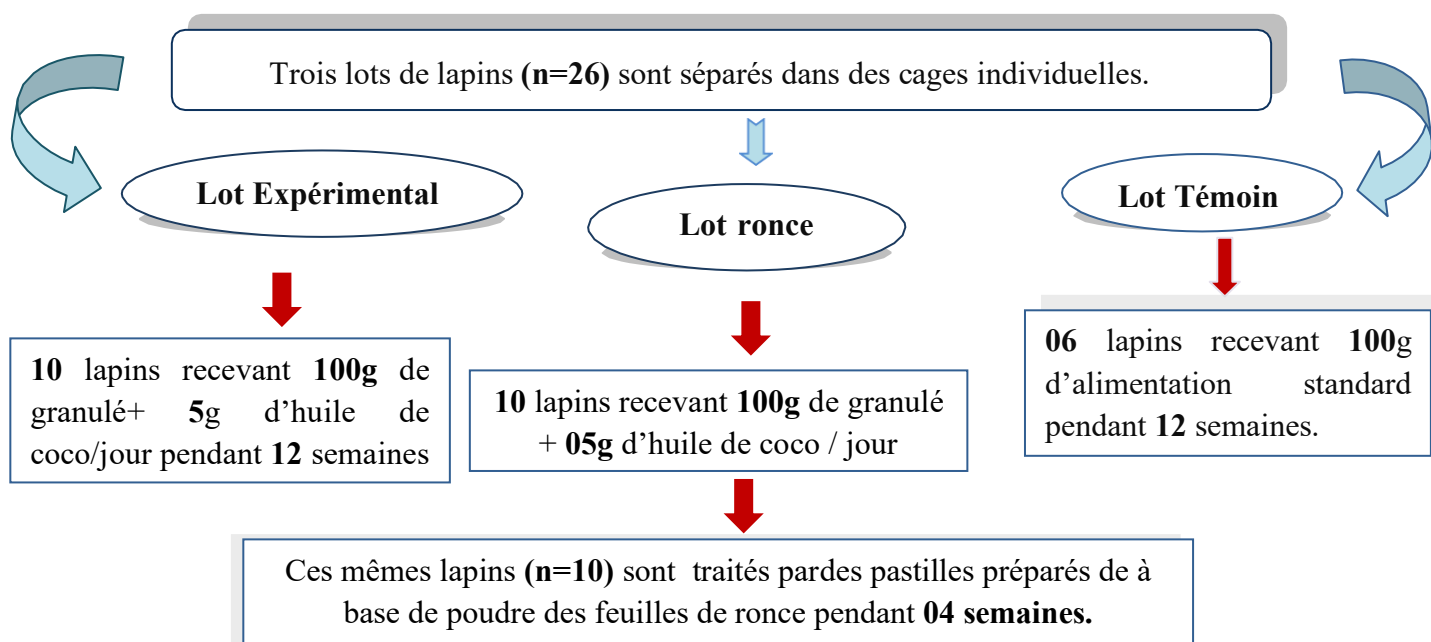 Trois lots de lapins (n=26) sont séparés dans des cages individuelles.
Lot Expérimental
Lot ronce
Lot Témoin
10 lapins recevant 100g de
granulé+ 5g d’huile de
coco/jour pendant 12 semaines
10 lapins recevant 100g de granulé
+ 05g d’huile de coco / jour
06 lapins recevant 100g
d’alimentation standard
pendant 12 semaines.
Ces mêmes lapins (n=10) sont traités pardes pastilles préparés de à
base de poudre des feuilles de ronce pendant 04 semaines.